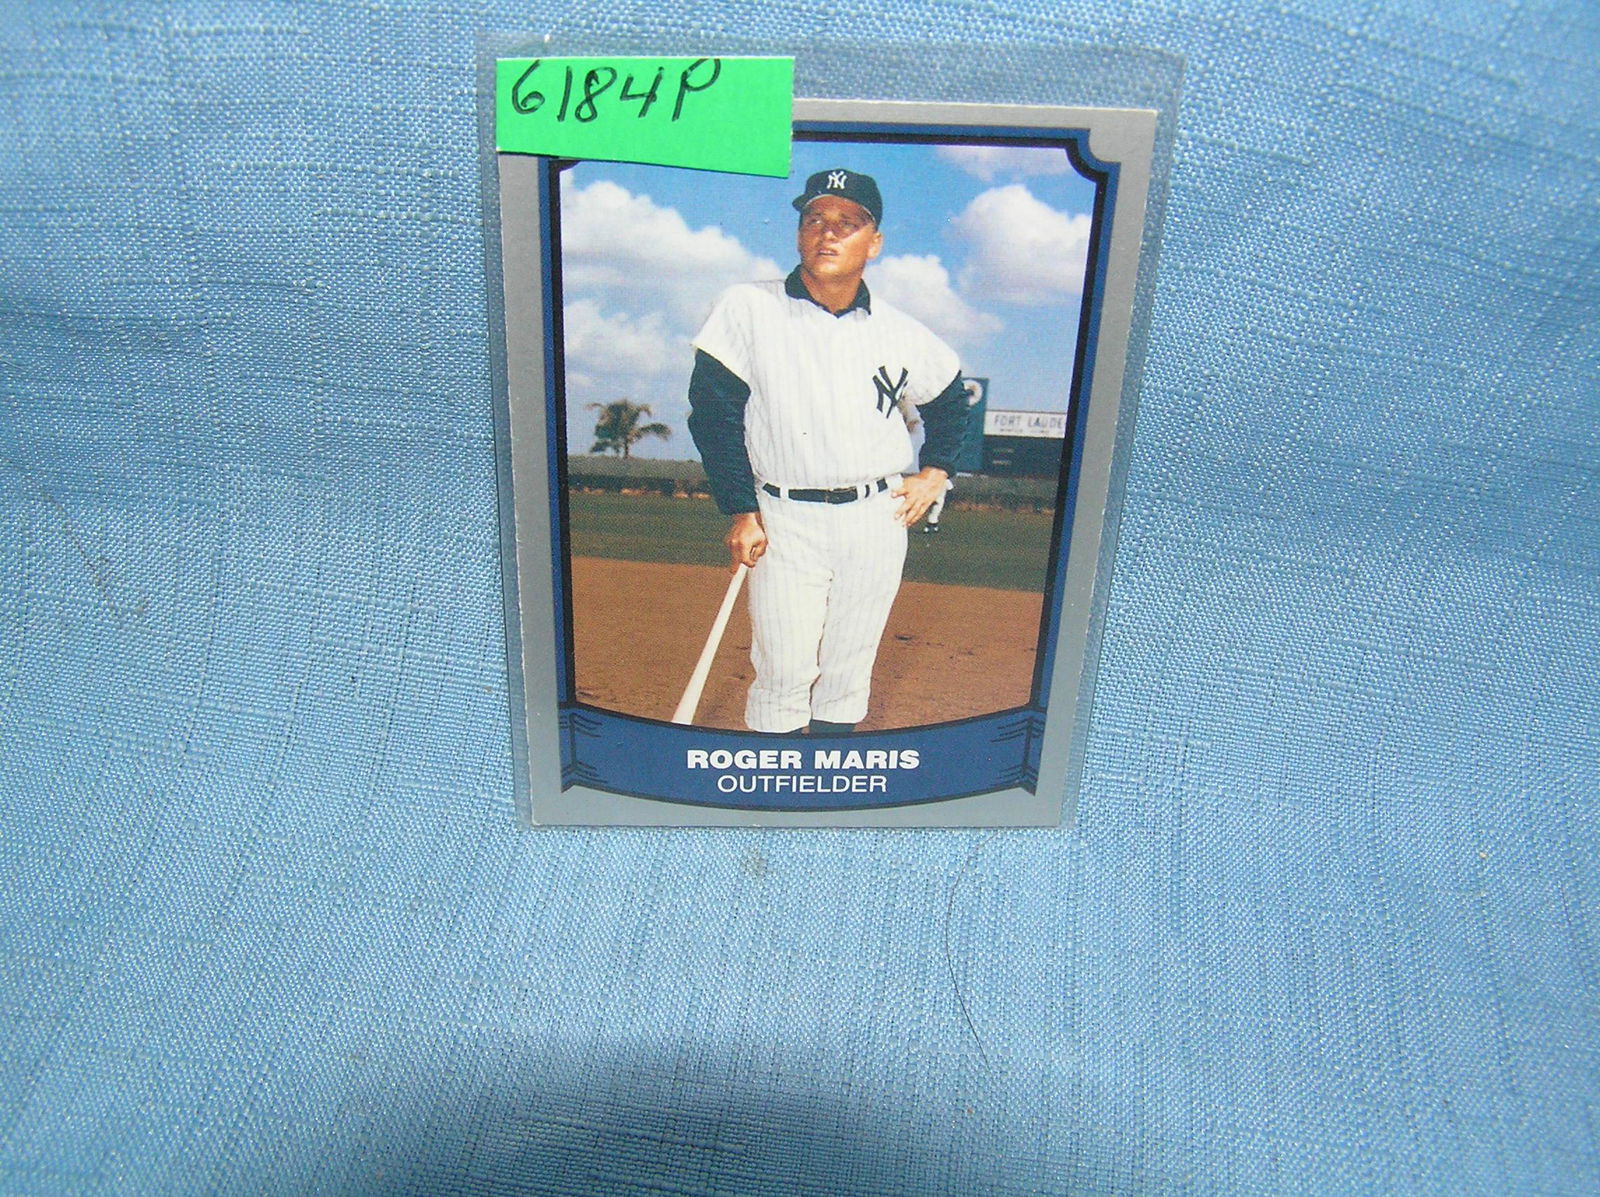 6184P
NY
NY
FORT LAUDE
ROGER MARIS
OUTFIELDER